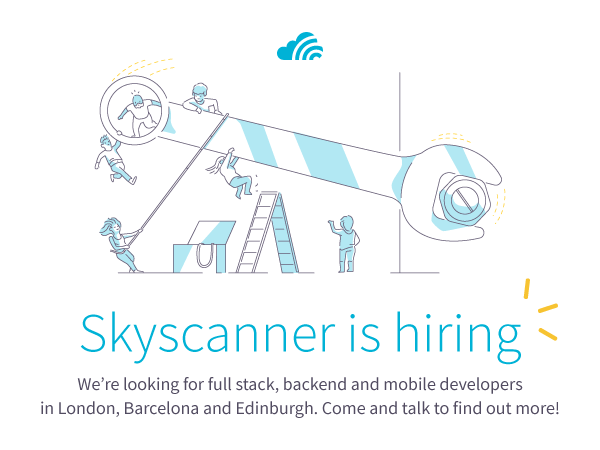 Skyscanner is hiring
We’re looking for full stack, backend and mobile developers
in London, Barcelona and Edinburgh. Come and talk to find out more!